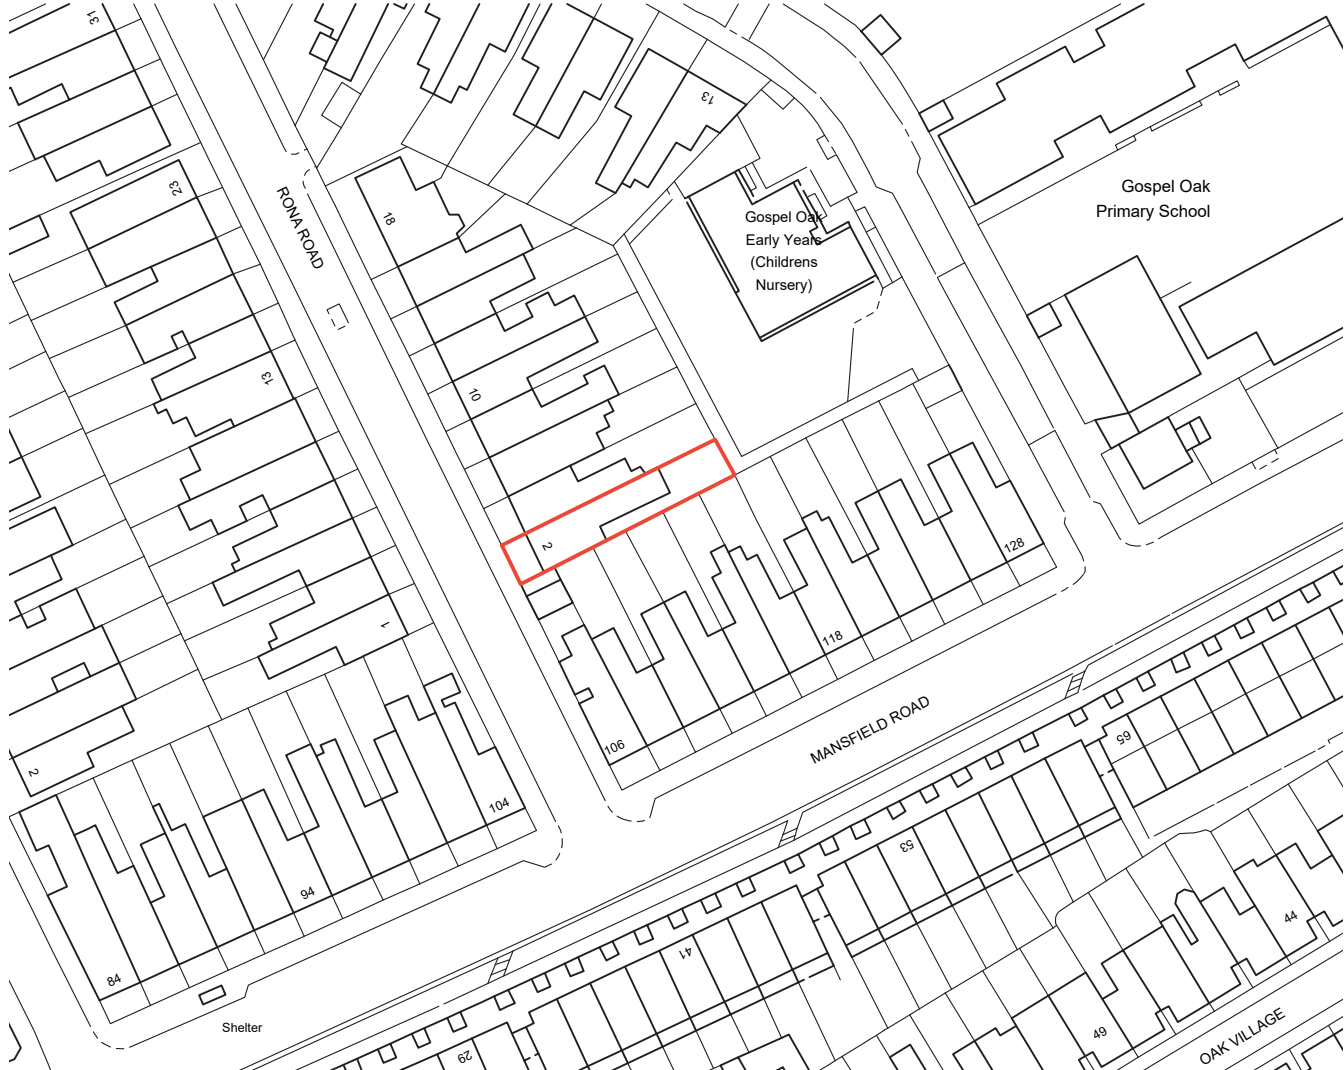 31
13
23
RONA ROAD
18
Gospel Oak
Primary School
Gospel Oak
Early Years
(Childrens
Nursery)
13
10
2
1
128
118
106
MANSFIELD ROAD
65
2
104
94
84
53
41
29
44
49
Shelter
OAK VILLAGE